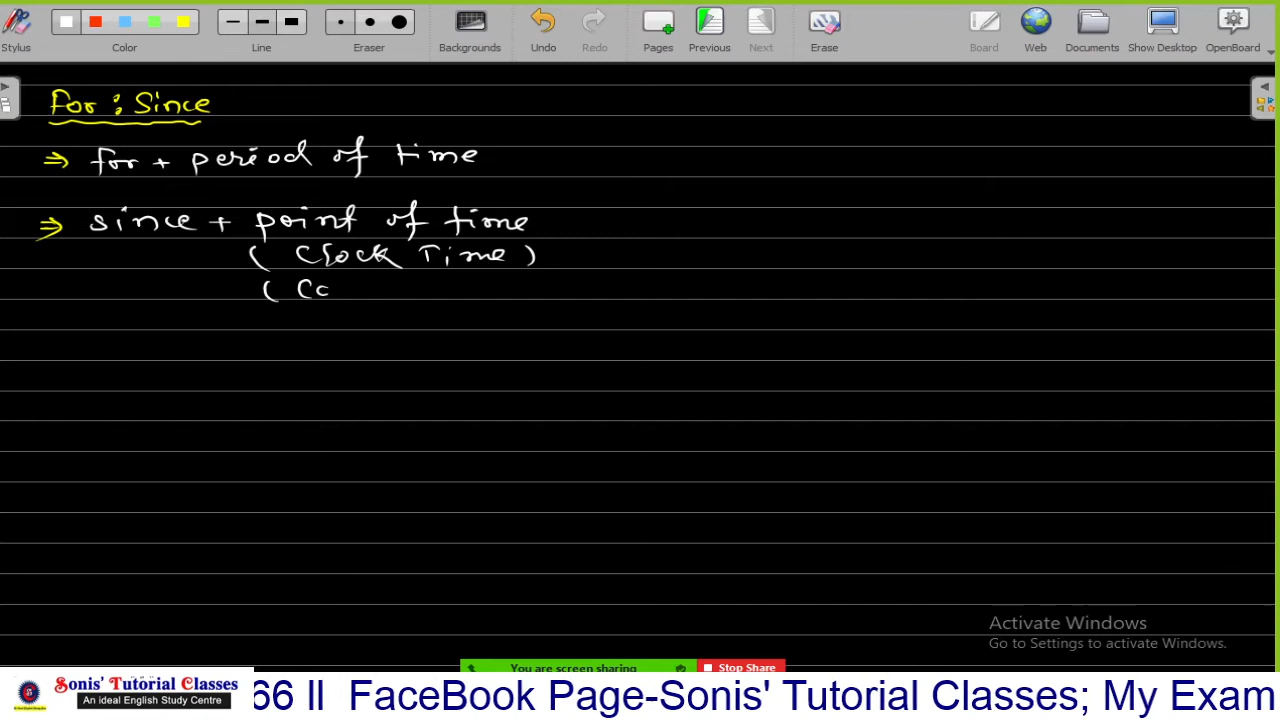 Stylus Color Line Eraser Backgrounds Undo Redo Pages Previous Next Erase Board Web Documents Show Desktop OpenBoard
For : Since
⇒ for + period of time
⇒ since + point of time
( Clock Time )
( Ca
Activate Windows
Go to Settings to activate Windows.
You are screen sharing Stop Share
Sonis' Tutorial Classes
An ideal English Study Centre
66 ll FaceBook Page-Sonis' Tutorial Classes; My Exam